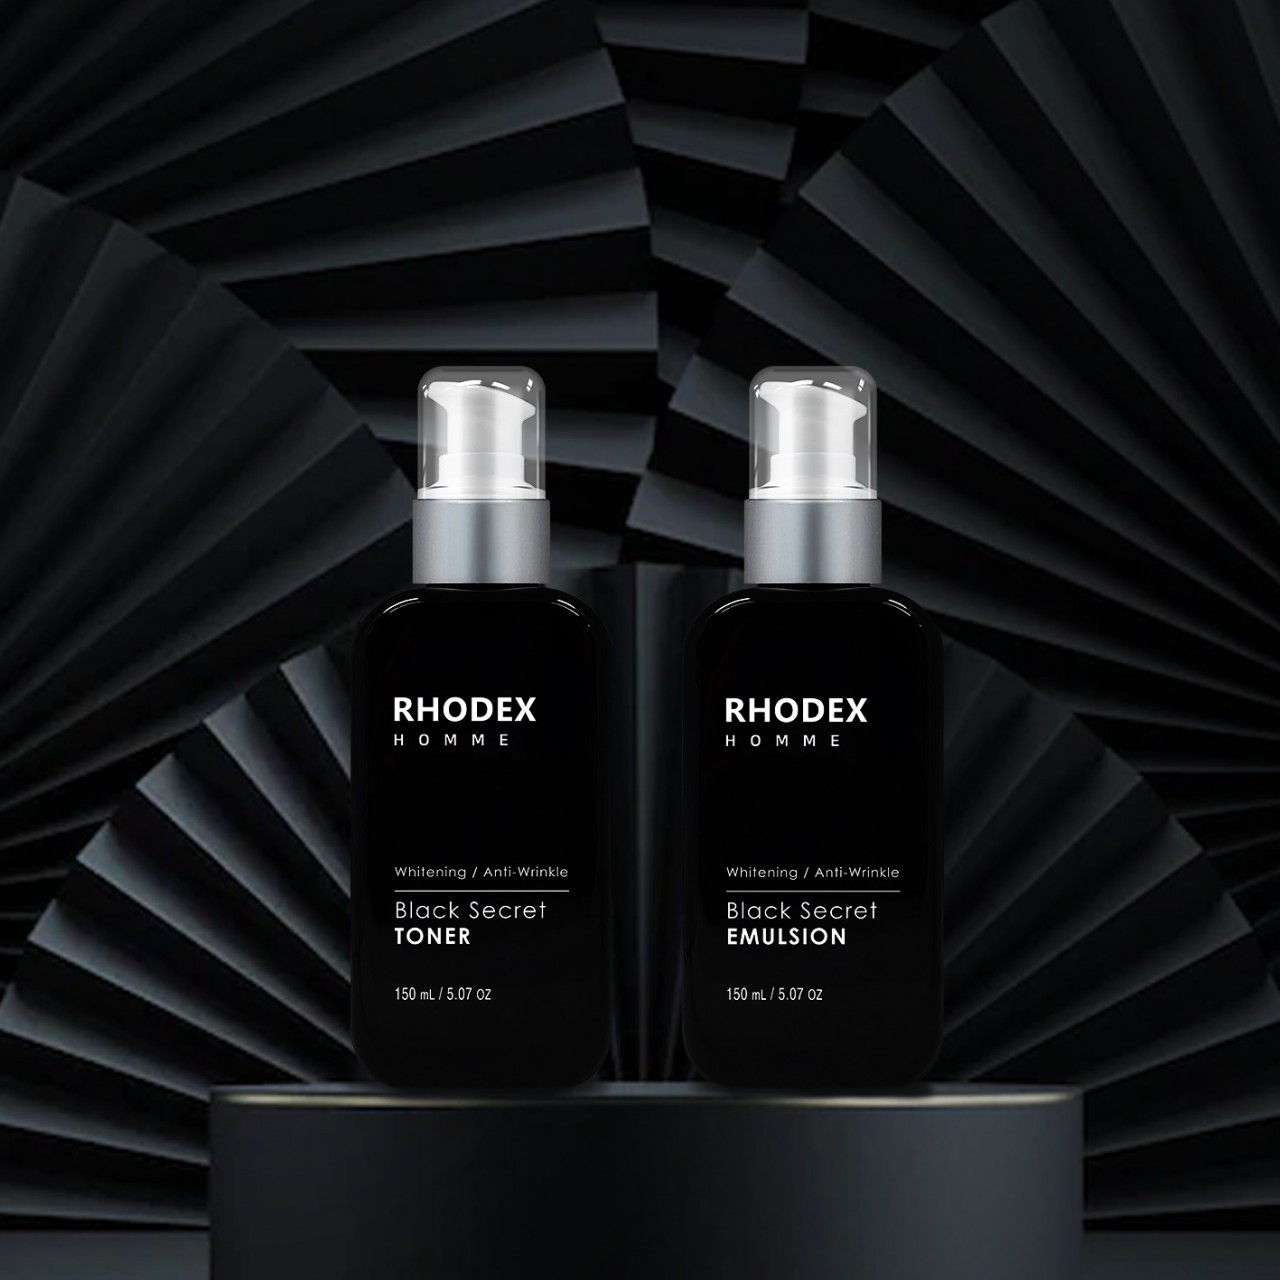 RHODEX
HOMME
Whitening / Anti-Wrinkle
Black Secret
TONER
150 mL / 5.07 OZ
RHODEX
HOMME
Whitening / Anti-Wrinkle
Black Secret
EMULSION
150 mL / 5.07 OZ